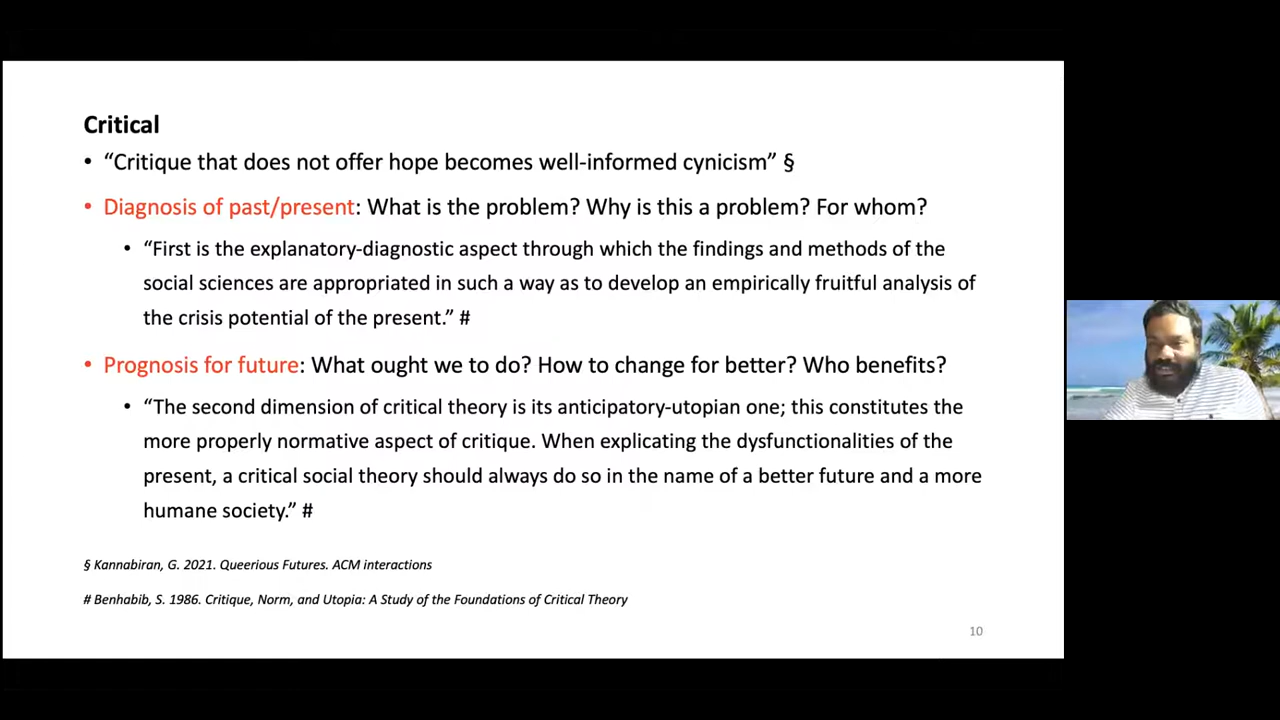 Critical
• “Critique that does not offer hope becomes well-informed cynicism” §
• Diagnosis of past/present: What is the problem? Why is this a problem? For whom?
• “First is the explanatory-diagnostic aspect through which the findings and methods of the
social sciences are appropriated in such a way as to develop an empirically fruitful analysis of
the crisis potential of the present.” #
• Prognosis for future: What ought we to do? How to change for better? Who benefits?
• “The second dimension of critical theory is its anticipatory-utopian one; this constitutes the
more properly normative aspect of critique. When explicating the dysfunctionalities of the
present, a critical social theory should always do so in the name of a better future and a more
humane society.” #
§ Kannabiran, G. 2021. Queerious Futures. ACM interactions
# Benhabib, S. 1986. Critique, Norm, and Utopia: A Study of the Foundations of Critical Theory
10